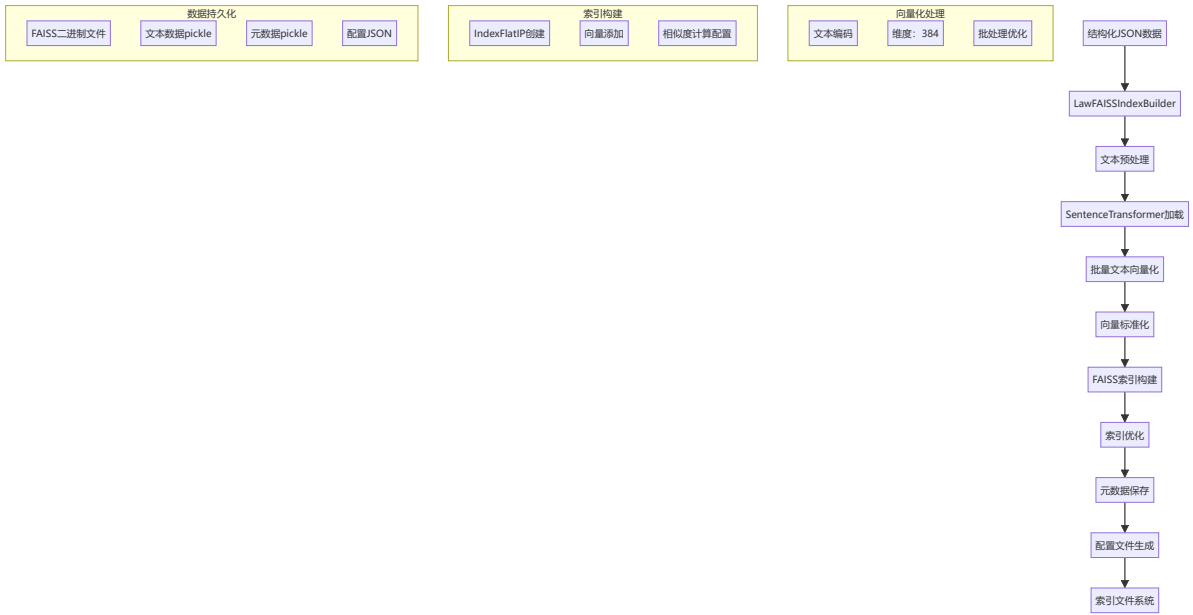 数据持久化
FAISS二进制文件
文本数据pickle
元数据pickle
配置JSON
索引构建
IndexFlatIP创建
向量添加
相似度计算配置
向量化处理
文本编码
维度：384
批处理优化
结构化JSON数据
LawFAISSIndexBuilder
文本预处理
SentenceTransformer加载
批量文本向量化
向量标准化
FAISS索引构建
索引优化
元数据保存
配置文件生成
索引文件系统